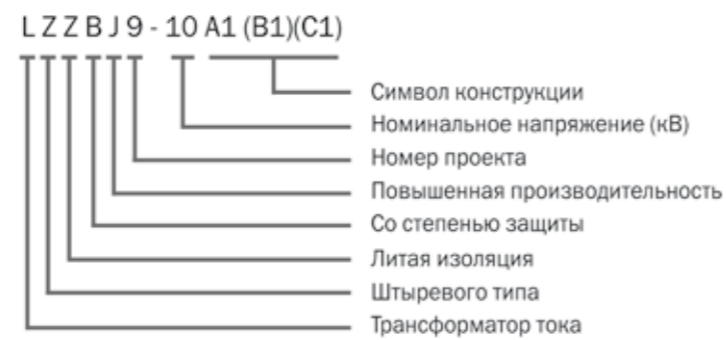 LZZBJ9-10 A1 (B1)(C1)
Символ конструкции
Номинальное напряжение (кВ)
Номер проекта
Повышенная производительность
Со степенью защиты
Литая изоляция
Штыревого типа
Трансформатор тока